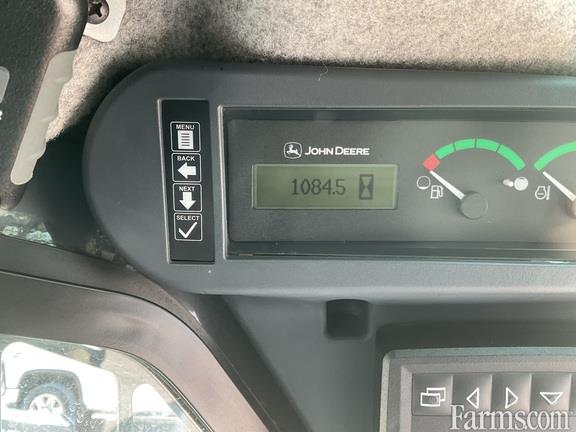 MENU
BACK
NEXT
SELECT
JOHN DEERE
1084.5
Farms.com